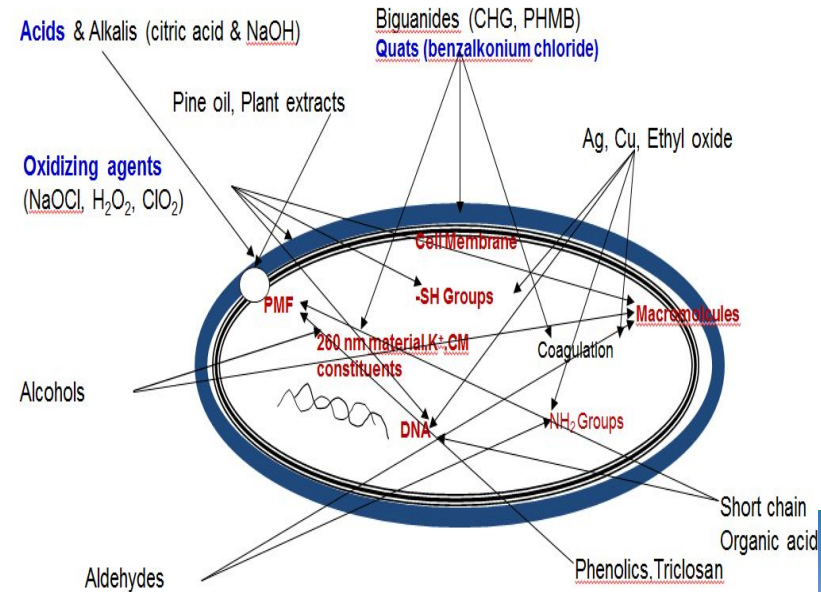 Acids & Alkalis (citric acid & NaOH)
Biguanides (CHG, PHMB)
Quats (benzalkonium chloride)
Pine oil, Plant extracts
Ag, Cu, Ethyl oxide
Oxidizing agents
(NaOCl, H₂O₂, ClO₂)
Cell Membrane
-SH Groups
PMF
Macromolcules
260 nm material,K⁺,CM
constituents
Coagulation
Alcohols
DNA
NH₂ Groups
Short chain
Organic acid
Phenolics,Triclosan
Aldehydes